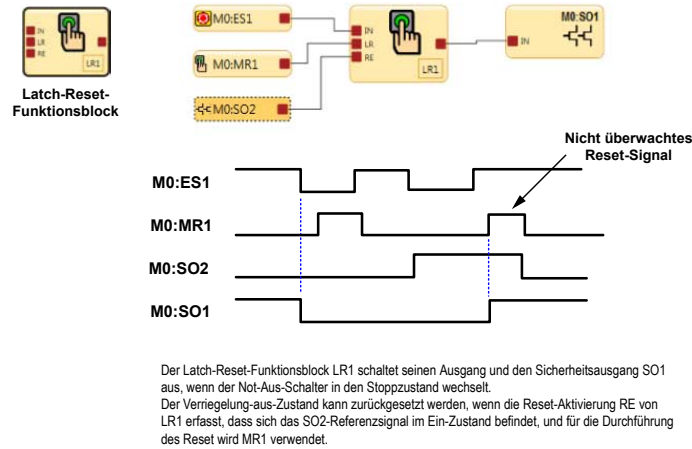 IN
LR
RE
LR1
Latch-Reset-
Funktionsblock
M0:ES1
M0:MR1
M0:SO2
IN
LR
RE
LR1
M0:SO1
IN
Nicht überwachtes
Reset-Signal
M0:ES1
M0:MR1
M0:SO2
M0:SO1
Der Latch-Reset-Funktionsblock LR1 schaltet seinen Ausgang und den Sicherheitsausgang SO1
aus, wenn der Not-Aus-Schalter in den Stoppzustand wechselt.
Der Verriegelung-aus-Zustand kann zurückgesetzt werden, wenn die Reset-Aktivierung RE von
LR1 erfasst, dass sich das SO2-Referenzsignal im Ein-Zustand befindet, und für die Durchführung
des Reset wird MR1 verwendet.